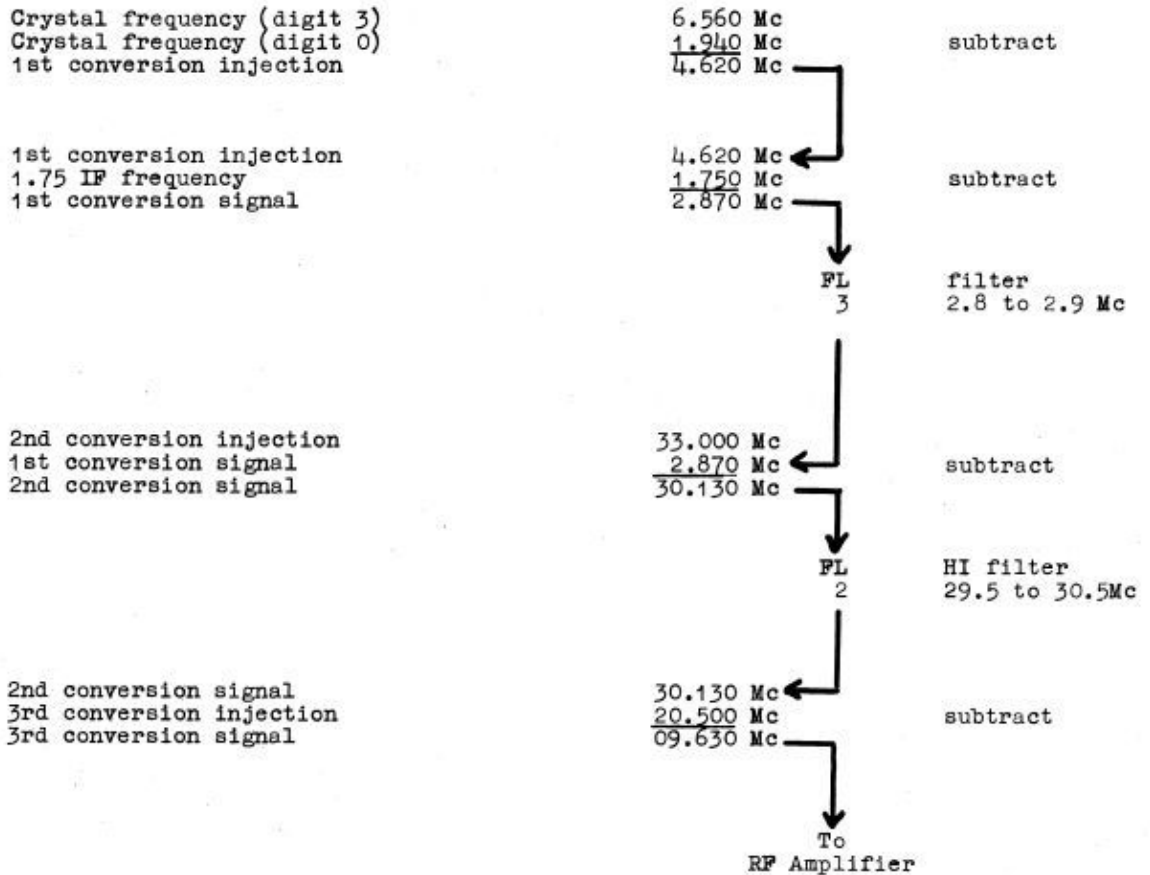 Crystal frequency (digit 3) 6.560 Mc
Crystal frequency (digit 0) 1.940 Mc subtract
1st conversion injection 4.620 Mc
1st conversion injection 4.620 Mc
1.75 IF frequency 1.750 Mc subtract
1st conversion signal 2.870 Mc
FL filter
3 2.8 to 2.9 Mc
2nd conversion injection 33.000 Mc
1st conversion signal 2.870 Mc subtract
2nd conversion signal 30.130 Mc
FL HI filter
2 29.5 to 30.5Mc
2nd conversion signal 30.130 Mc
3rd conversion injection 20.500 Mc subtract
3rd conversion signal 09.630 Mc
To
RF Amplifier